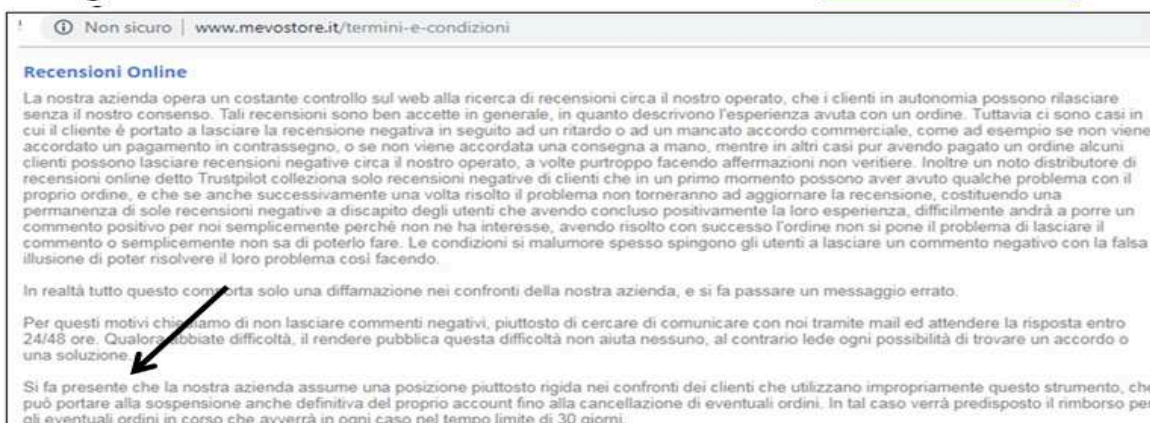 Non sicuro | www.mevostore.it/termini-e-condizioni
Recensioni Online
La nostra azienda opera un costante controllo sul web alla ricerca di recensioni circa il nostro operato, che i clienti in autonomia possono rilasciare
senza il nostro consenso. Tali recensioni sono ben accette in generale, in quanto descrivono l'esperienza avuta con un ordine. Tuttavia ci sono casi in
cui il cliente è portato a lasciare la recensione negativa in seguito ad un ritardo o ad un mancato accordo commerciale, come ad esempio se non viene
accordato un pagamento in contrassegno, o se non viene accordata una consegna a mano, mentre in altri casi pur avendo pagato un ordine alcuni
clienti possono lasciare recensioni negative circa il nostro operato, a volte purtroppo facendo affermazioni non veritiere. Inoltre un noto distributore di
recensioni online detto Trustpilot colleziona solo recensioni negative di clienti che in un primo momento possono aver avuto qualche problema con il
proprio ordine, e che se anche successivamente una volta risolto il problema non torneranno ad aggiornare la recensione, costituendo una
permanenza di sole recensioni negative a discapito degli utenti che avendo concluso positivamente la loro esperienza, difficilmente andrà a porre un
commento positivo per noi semplicemente perché non ne ha interesse, avendo risolto con successo l'ordine non si pone il problema di lasciare il
commento o semplicemente non sa di poterlo fare. Le condizioni si malumore spesso spingono gli utenti a lasciare un commento negativo con la falsa
illusione di poter risolvere il loro problema così facendo.
In realtà tutto questo comporta solo una diffamazione nei confronti della nostra azienda, e si fa passare un messaggio errato.
Per questi motivi chiediamo di non lasciare commenti negativi, piuttosto di cercare di comunicare con noi tramite mail ed attendere la risposta entro
24/48 ore. Qualora abbiate difficoltà, il rendere pubblica questa difficoltà non aiuta nessuno, al contrario lede ogni possibilità di trovare un accordo o
una soluzione.
Si fa presente che la nostra azienda assume una posizione piuttosto rigida nei confronti dei clienti che utilizzano impropriamente questo strumento, che
può portare alla sospensione anche definitiva del proprio account fino alla cancellazione di eventuali ordini. In tal caso verrà predisposto il rimborso per
gli eventuali ordini in corso che avverrà in ogni caso nel tempo limite di 30 giorni.